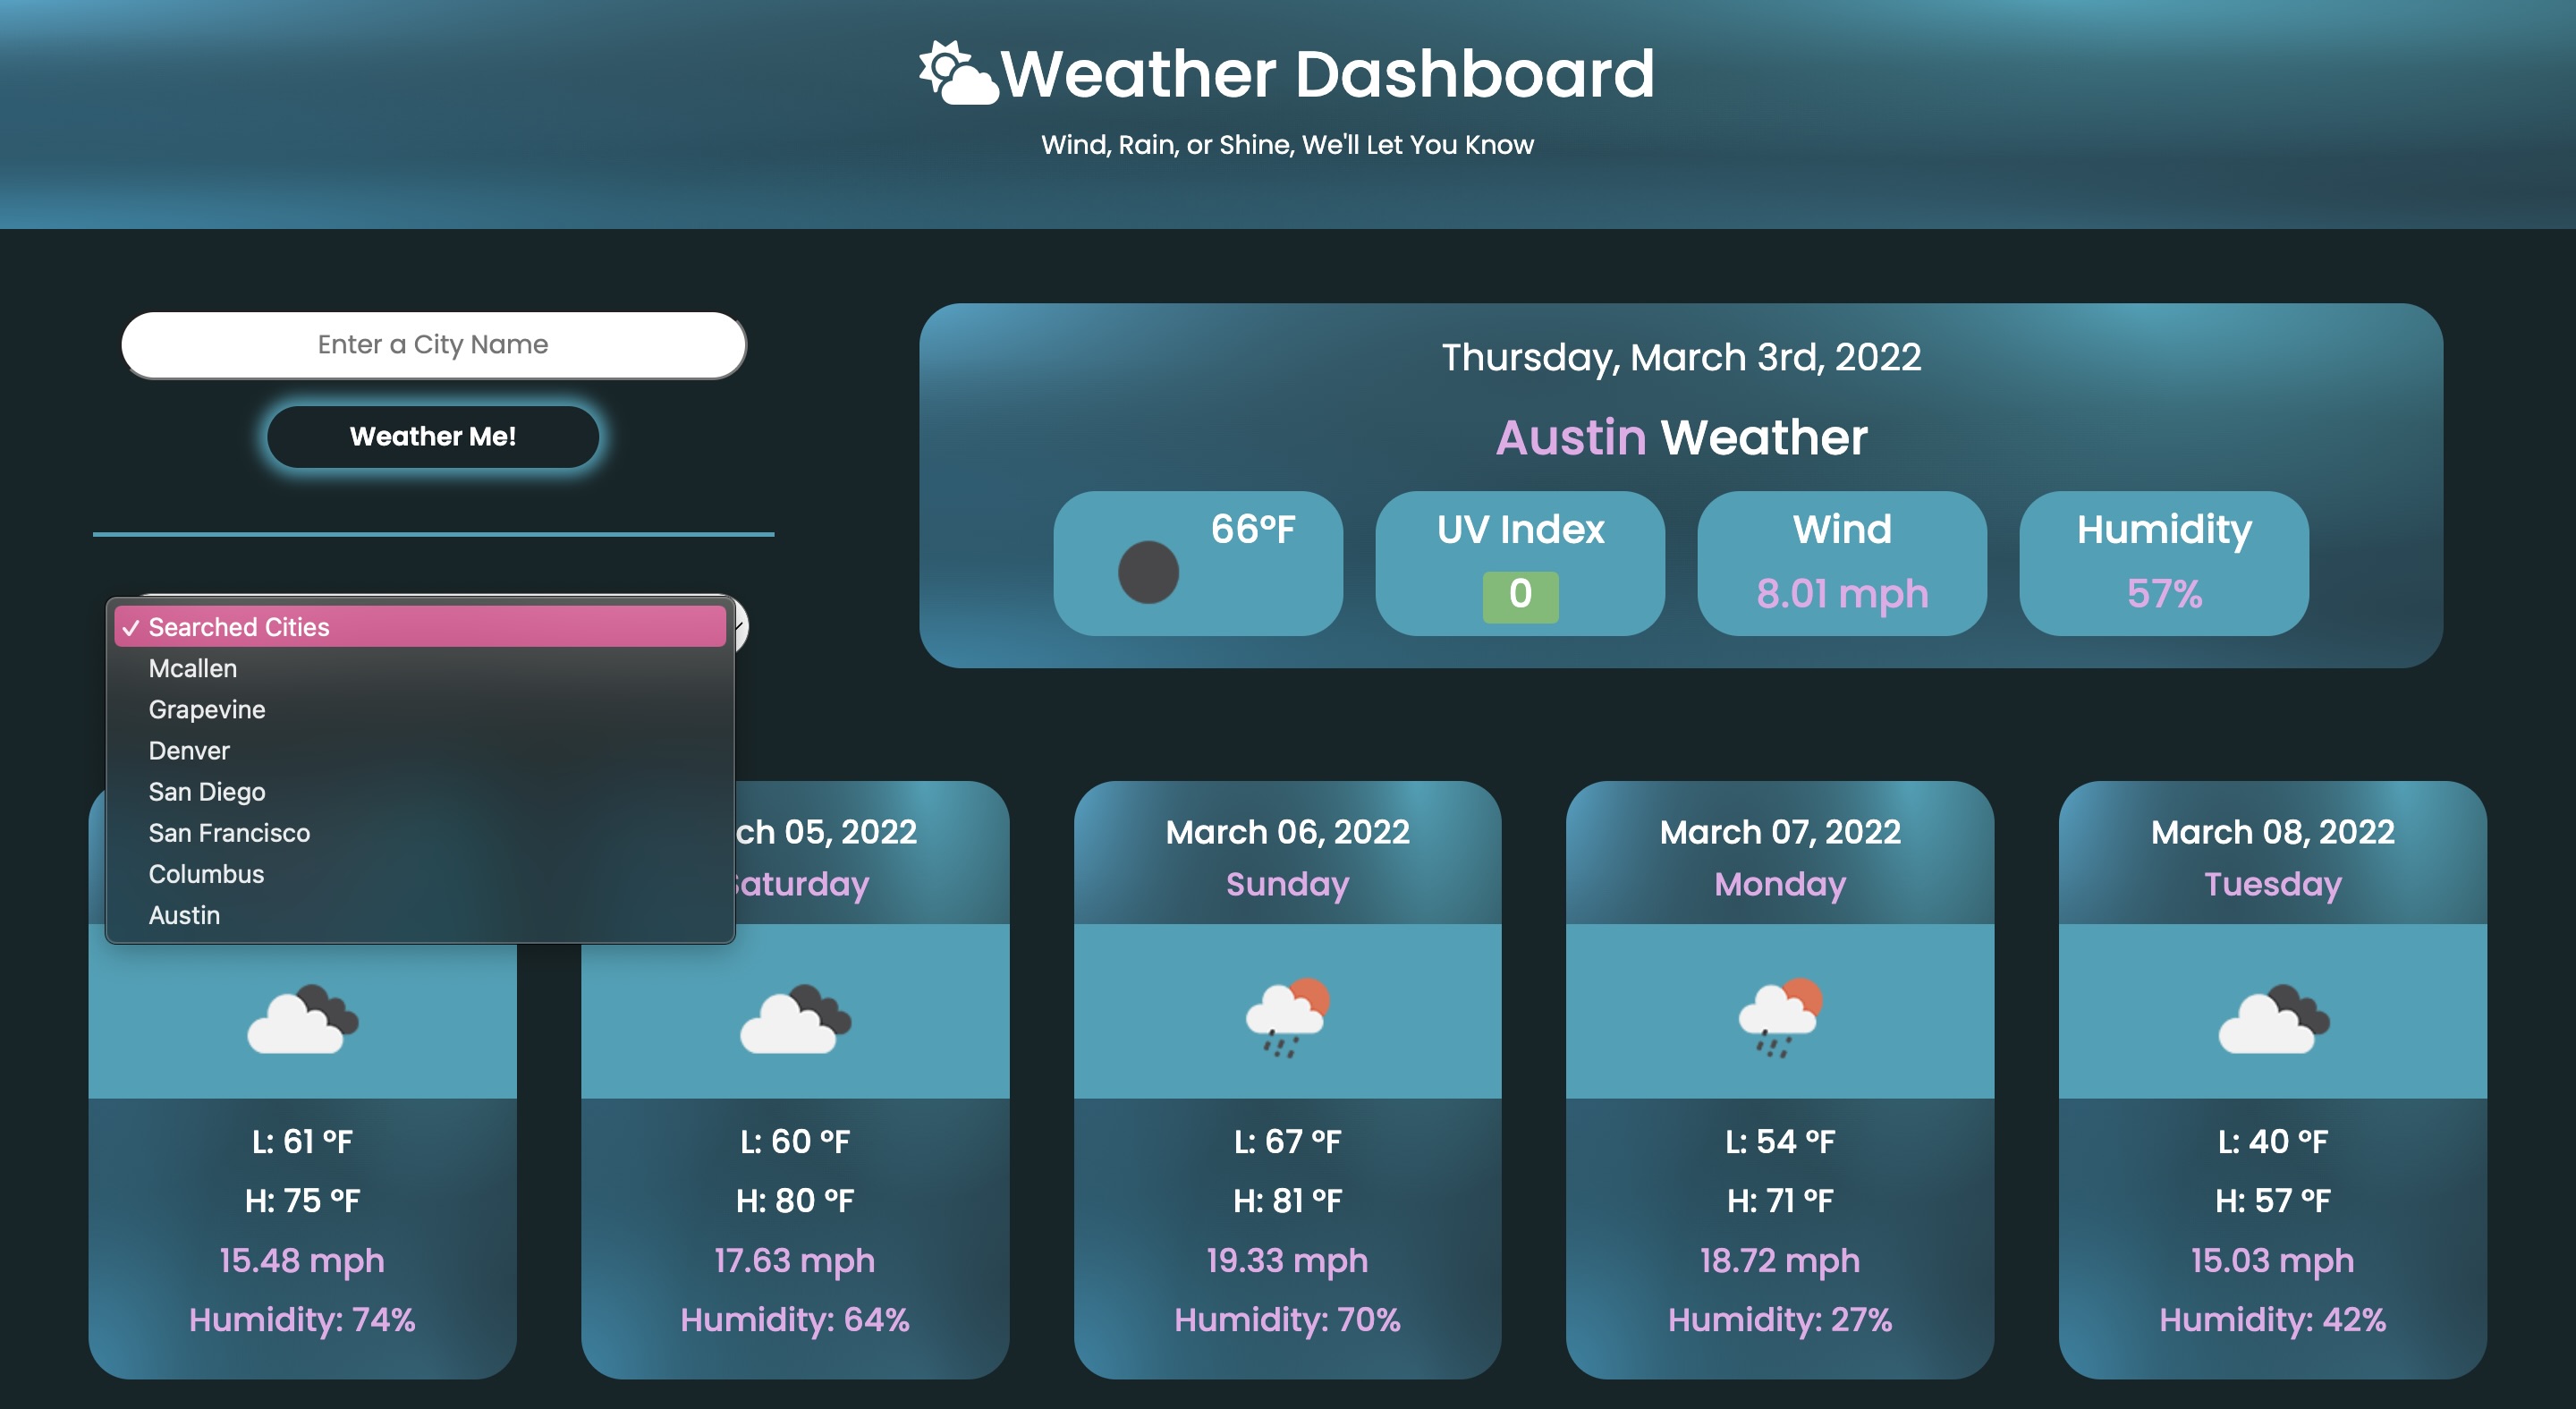 Weather Dashboard
Wind, Rain, or Shine, We'll Let You Know
Enter a City Name
Weather Me!
✓ Searched Cities
Mcallen
Grapevine
Denver
San Diego
San Francisco
Columbus
Austin
Thursday, March 3rd, 2022
Austin Weather
66°F
UV Index
0
Wind
8.01 mph
Humidity
57%
L: 61 °F
H: 75 °F
15.48 mph
Humidity: 74%
05, 2022
L: 60 °F
H: 80 °F
17.63 mph
Humidity: 64%
March 06, 2022
Sunday
L: 67 °F
H: 81 °F
19.33 mph
Humidity: 70%
March 07, 2022
Monday
L: 54 °F
H: 71 °F
18.72 mph
Humidity: 27%
March 08, 2022
Tuesday
L: 40 °F
H: 57 °F
15.03 mph
Humidity: 42%